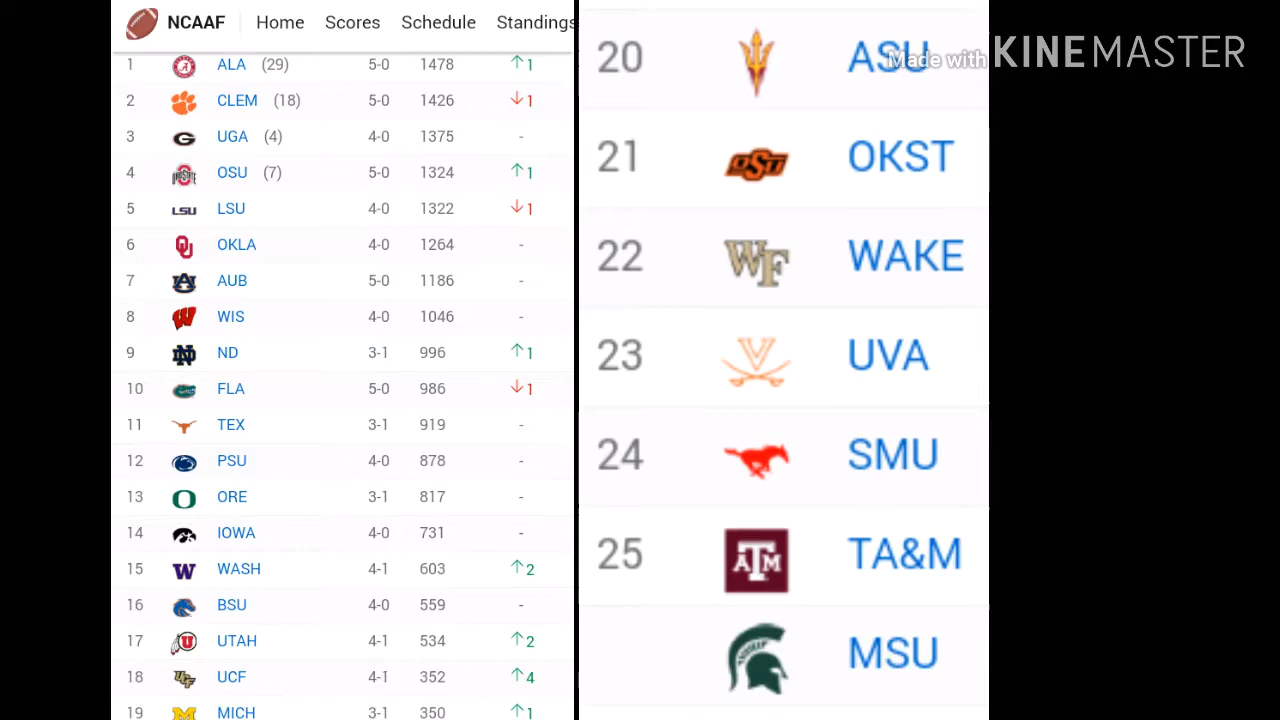 NCAAF Home Scores Schedule Standings
1 ALA (29) 5-0 1478 ↑1
2 CLEM (18) 5-0 1426 ↓1
3 UGA (4) 4-0 1375 -
4 OSU (7) 5-0 1324 ↑1
5 LSU 4-0 1322 ↓1
6 OKLA 4-0 1264 -
7 AUB 5-0 1186 -
8 WIS 4-0 1046 -
9 ND 3-1 996 ↑1
10 FLA 5-0 986 ↓1
11 TEX 3-1 919 -
12 PSU 4-0 878 -
13 ORE 3-1 817 -
14 IOWA 4-0 731 -
15 WASH 4-1 603 ↑2
16 BSU 4-0 559 -
17 UTAH 4-1 534 ↑2
18 UCF 4-1 352 ↑4
19 MICH 3-1 350 ↑1
20 ASU
21 OKST
22 WAKE
23 UVA
24 SMU
25 TA&M
MSU
Made with KINEMASTER